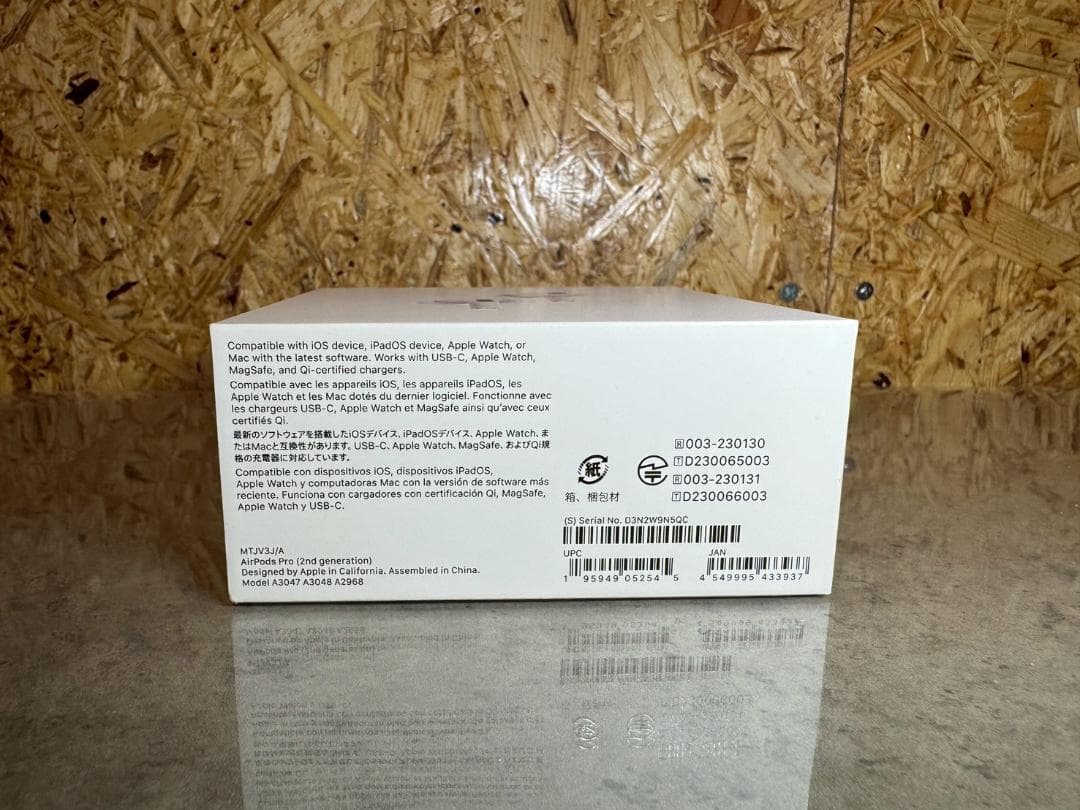 Compatible with iOS device, iPadOS device, Apple Watch, or
Mac with the latest software. Works with USB-C, Apple Watch,
MagSafe, and Qi-certified chargers.
Compatible avec les appareils iOS, les appareils iPadOS, les
Apple Watch et les Mac dotés du dernier logiciel. Fonctionne avec
les chargeurs USB-C, Apple Watch et MagSafe ainsi qu'avec ceux
certifiés Qi.
最新のソフトウェアを搭載したiOSデバイス、iPadOSデバイス、Apple Watch、ま
たはMacと互換性があります。USB-C、Apple Watch、MagSafe、およびQi規
格の充電器に対応しています。
Compatible con dispositivos iOS, dispositivos iPadOS,
Apple Watch y computadoras Mac con la versión de software más
reciente. Funciona con cargadores con certificación Qi, MagSafe,
Apple Watch y USB-C.
MTJV3J/A
AirPods Pro (2nd generation)
Designed by Apple in California. Assembled in China.
Model A3047 A3048 A2968
紙
箱、梱包材
R 003-230130
T D230065003
R 003-230131
T D230066003
(S) Serial No. D3N2W9N5QC
UPC
1 95949 05254 5
JAN
4 549995 433937